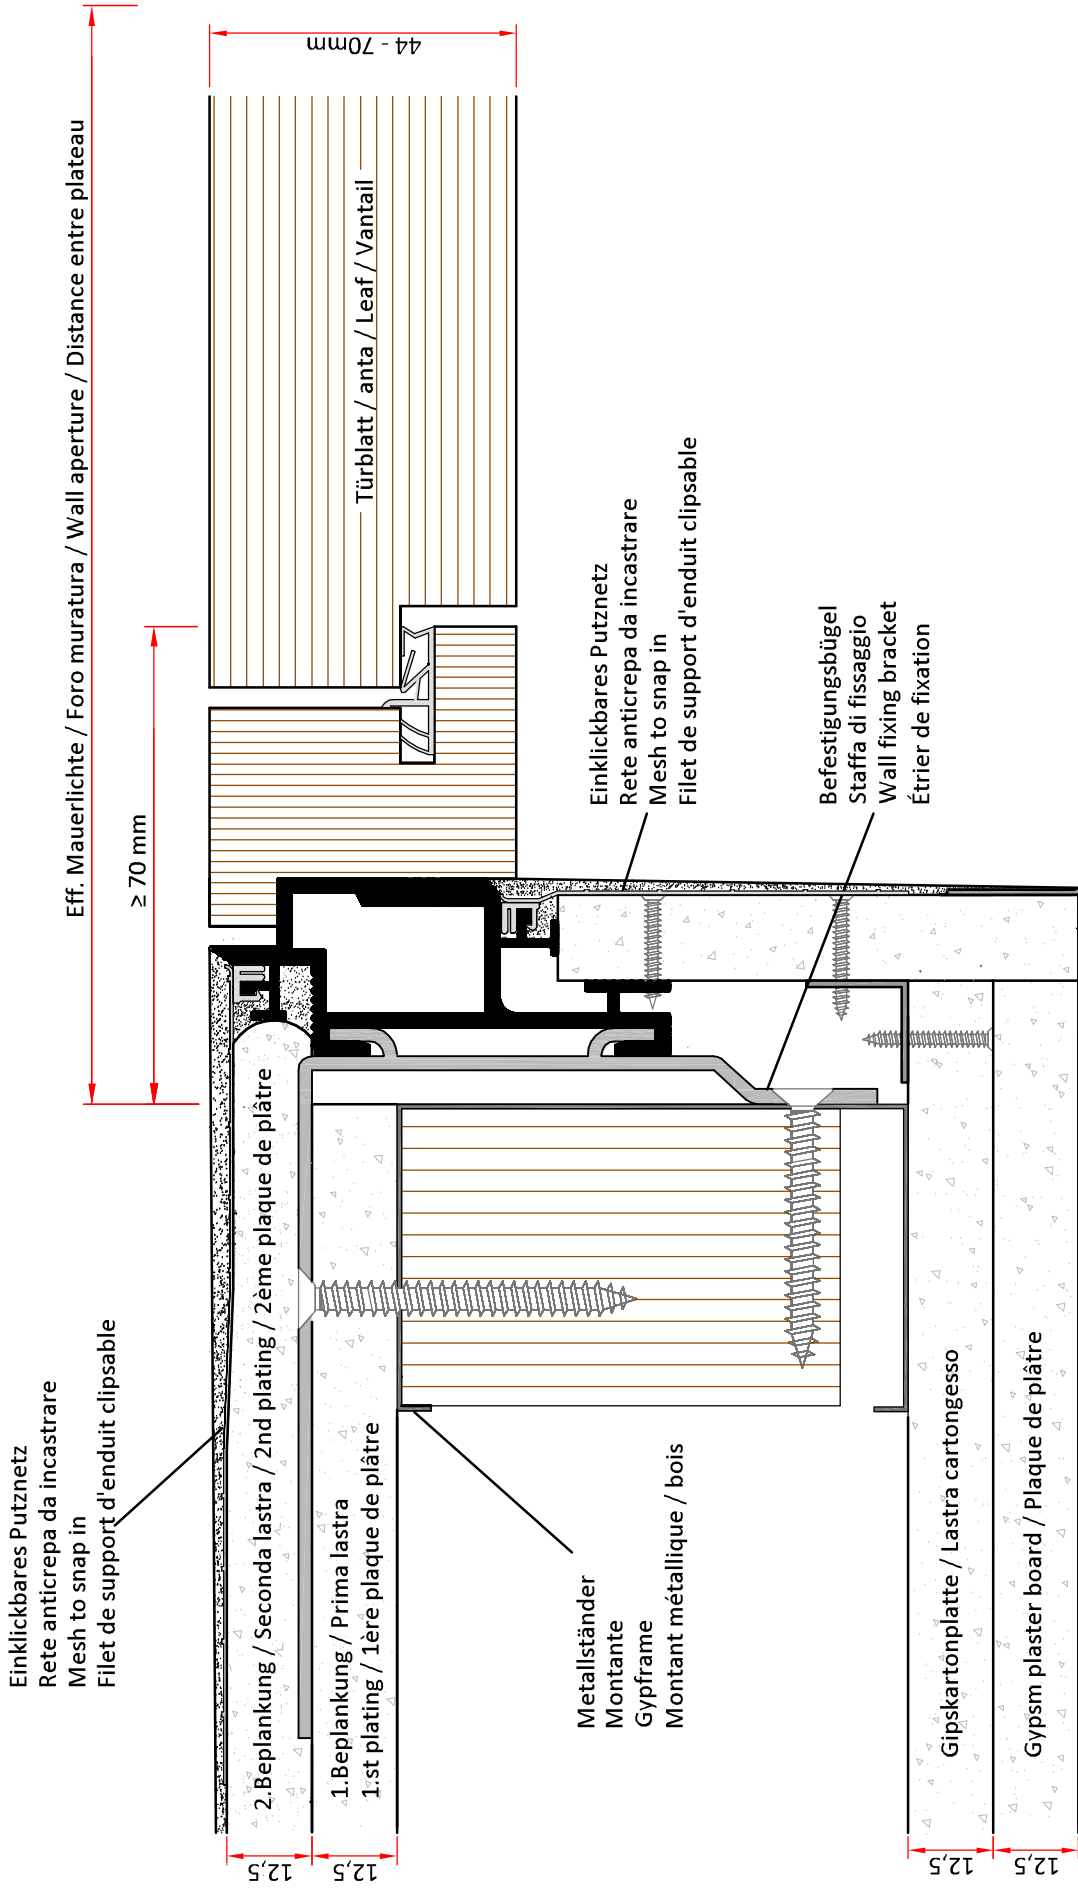 Einklickbares Putznetz
Rete anticrepa da incastrare
Mesh to snap in
Filet de support d'enduit clipsable
Eff. Mauerlichte / Foro muratura / Wall aperture / Distance entre plateau
≥ 70 mm
44 - 70mm
2.Beplankung / Seconda lastra / 2nd plating / 2ème plaque de plâtre
1.Beplankung / Prima lastra
1.st plating / 1ère plaque de plâtre
Türblatt / anta / Leaf / Vantail
Metallständer
Montante
Gypframe
Montant métallique / bois
Einklickbares Putznetz
Rete anticrepa da incastrare
Mesh to snap in
Filet de support d'enduit clipsable
Befestigungsbügel
Staffa di fissaggio
Wall fixing bracket
Étrier de fixation
Gipskartonplatte / Lastra cartongesso
Gypsm plaster board / Plaque de plâtre
12,5
12,5
12,5
12,5